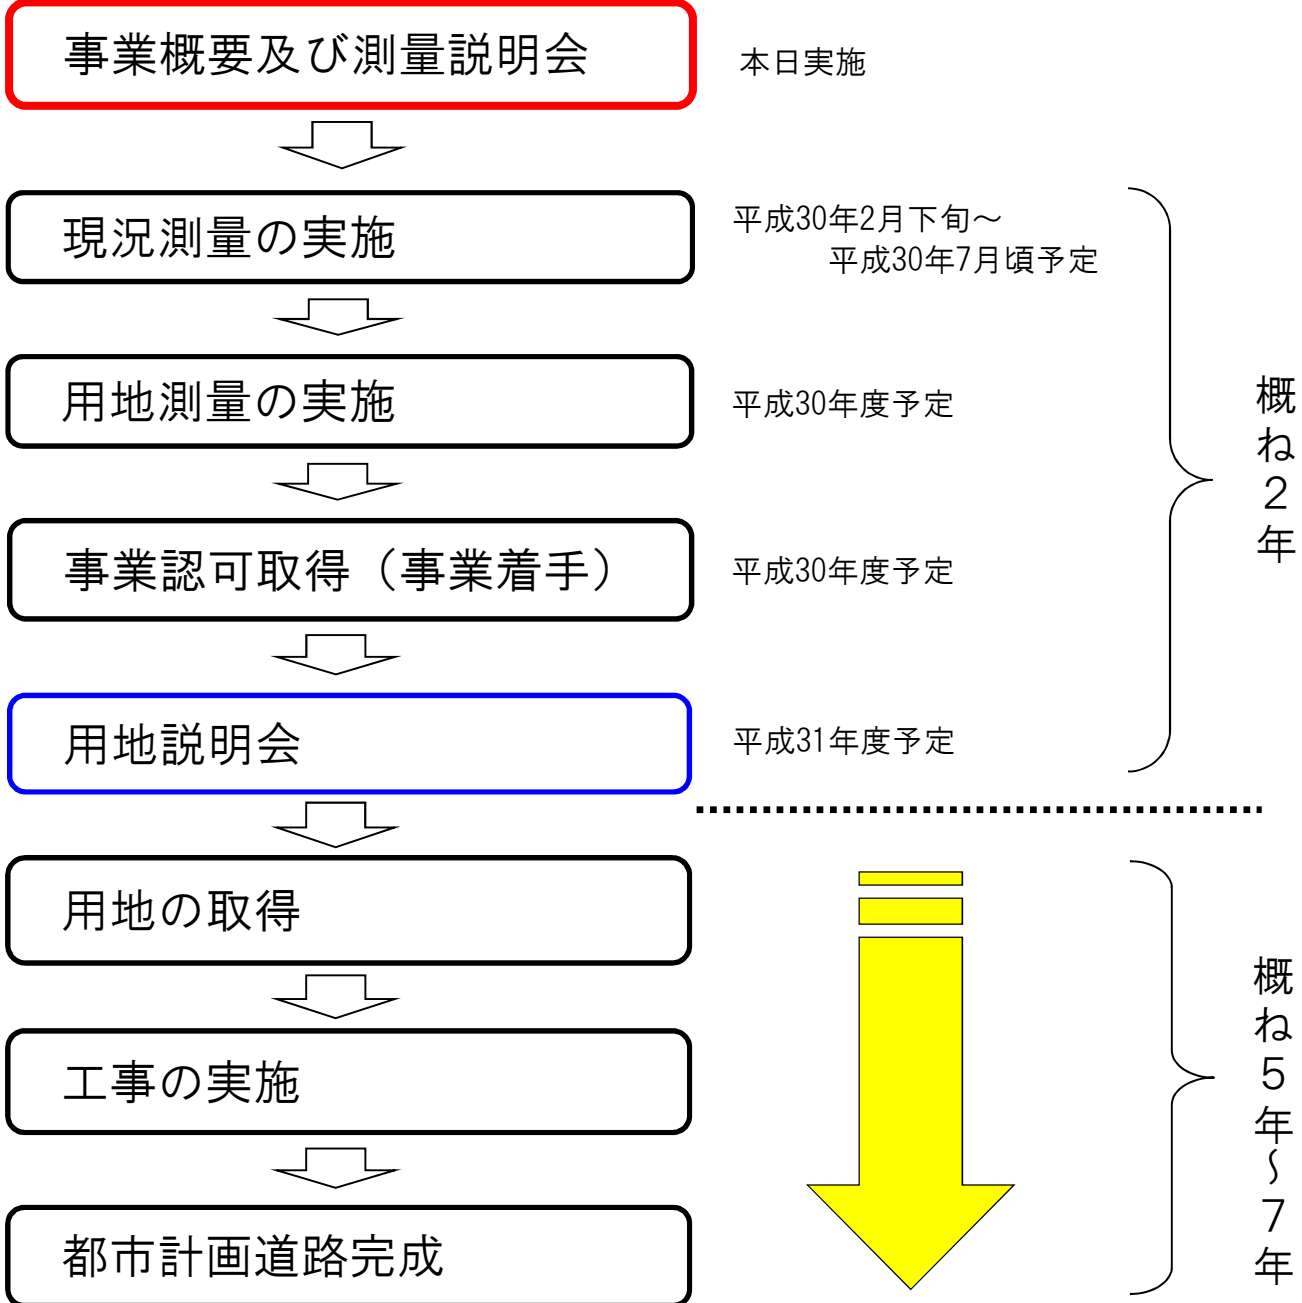 事業概要及び測量説明会
本日実施
現況測量の実施
平成30年2月下旬～
平成30年7月頃予定
用地測量の実施
平成30年度予定
事業認可取得（事業着手）
平成30年度予定
用地説明会
平成31年度予定
概ね２年
用地の取得
工事の実施
都市計画道路完成
概ね５年～７年